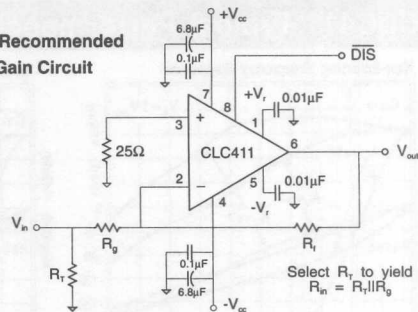 +Vcc
Recommended
Gain Circuit
6.8µF
0.1µF
DIS
7
8
+Vr
0.01µF
1
3
+
CLC411
6
Vout
25Ω
2
−
5
0.01µF
4
-Vr
Vin
Rg
Rf
RT
0.1µF
6.8µF
Select RT to yield
Rin = RT||Rg
-Vcc